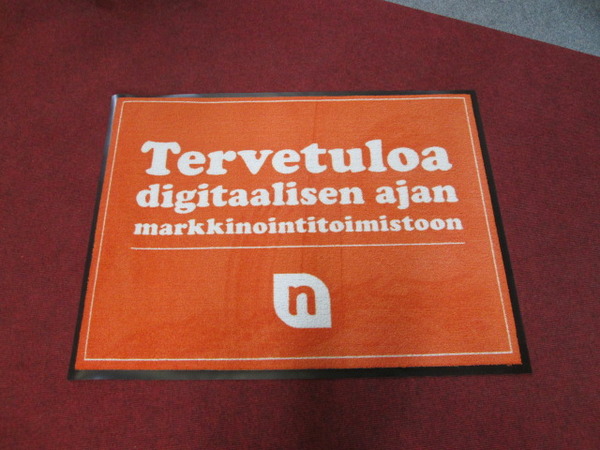 Tervetuloa
digitaalisen ajan
markkinointitoimistoon
n